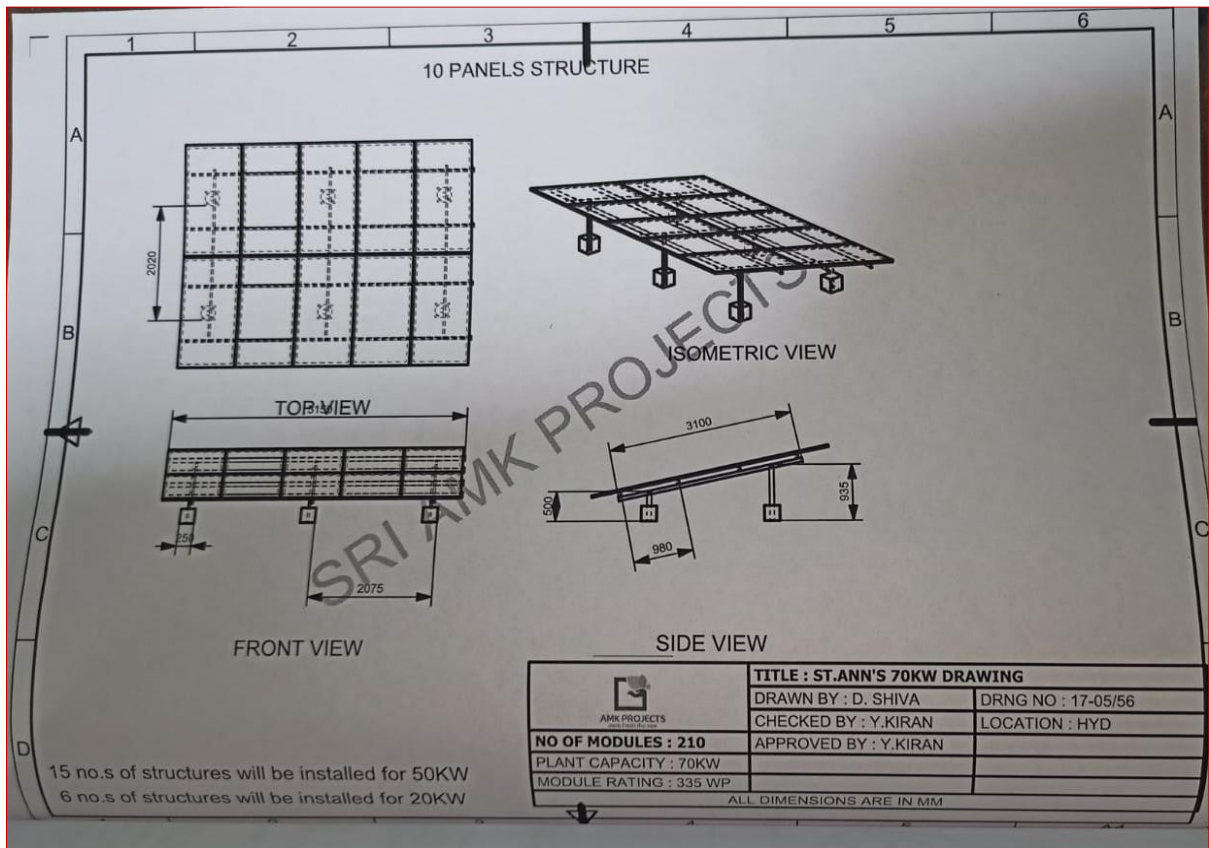 1 2 3 4 5 6
10 PANELS STRUCTURE
A
A
2020
B
B
ISOMETRIC VIEW
TOP VIEW
3100
500
935
C
C
250
980
2075
SRI AMK PROJECTS
FRONT VIEW
SIDE VIEW
TITLE : ST.ANN'S 70KW DRAWING
DRAWN BY : D. SHIVA
DRNG NO : 17-05/56
AMK PROJECTS
CHECKED BY : Y.KIRAN
LOCATION : HYD
NO OF MODULES : 210
APPROVED BY : Y.KIRAN
PLANT CAPACITY : 70KW
MODULE RATING : 335 WP
ALL DIMENSIONS ARE IN MM
D
15 no.s of structures will be installed for 50KW
6 no.s of structures will be installed for 20KW